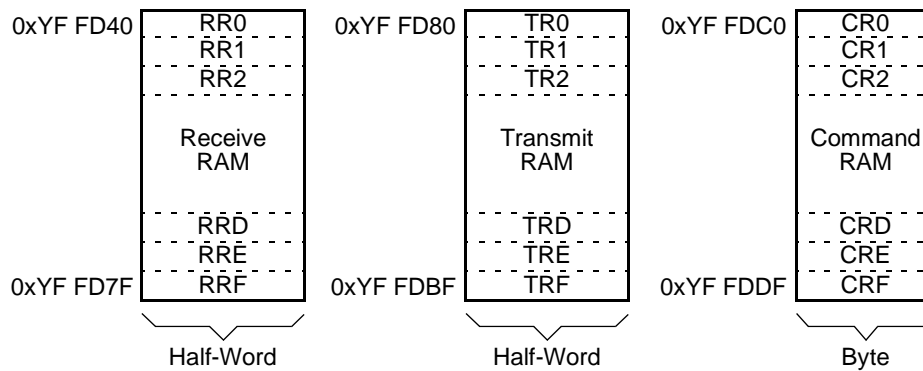 0xYF FD40 RR0 0xYF FD80 TR0 0xYF FDC0 CR0
RR1 TR1 CR1
RR2 TR2 CR2
Receive Transmit Command
RAM RAM RAM
RRD TRD CRD
RRE TRE CRE
0xYF FD7F RRF 0xYF FDBF TRF 0xYF FDDF CRF
Half-Word Half-Word Byte